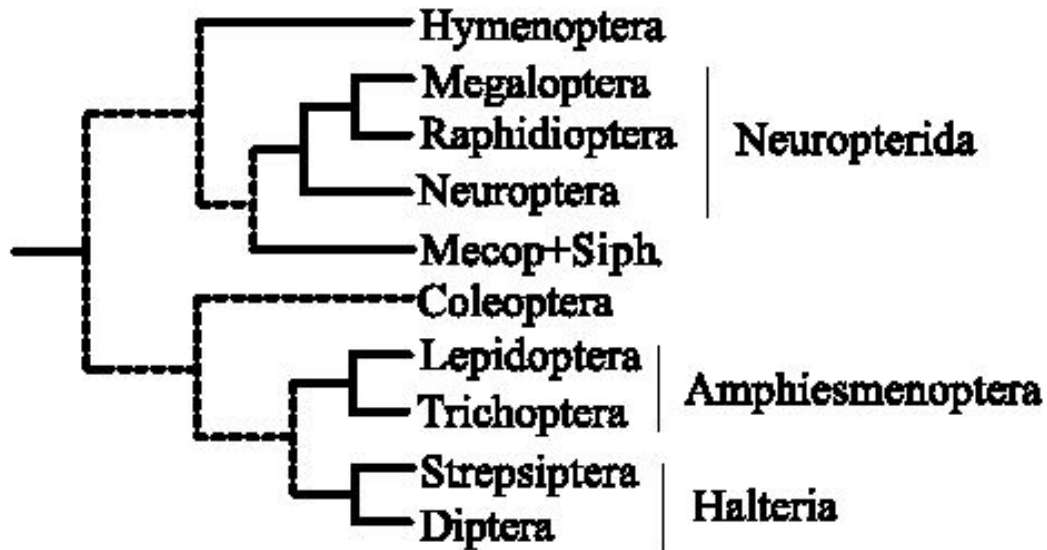 Hymenoptera
Megaloptera
Raphidioptera
Neuropterida
Neuroptera
Mecop+Siph.
Coleoptera
Lepidoptera
Amphiesmenoptera
Trichoptera
Strepsiptera
Halteria
Diptera